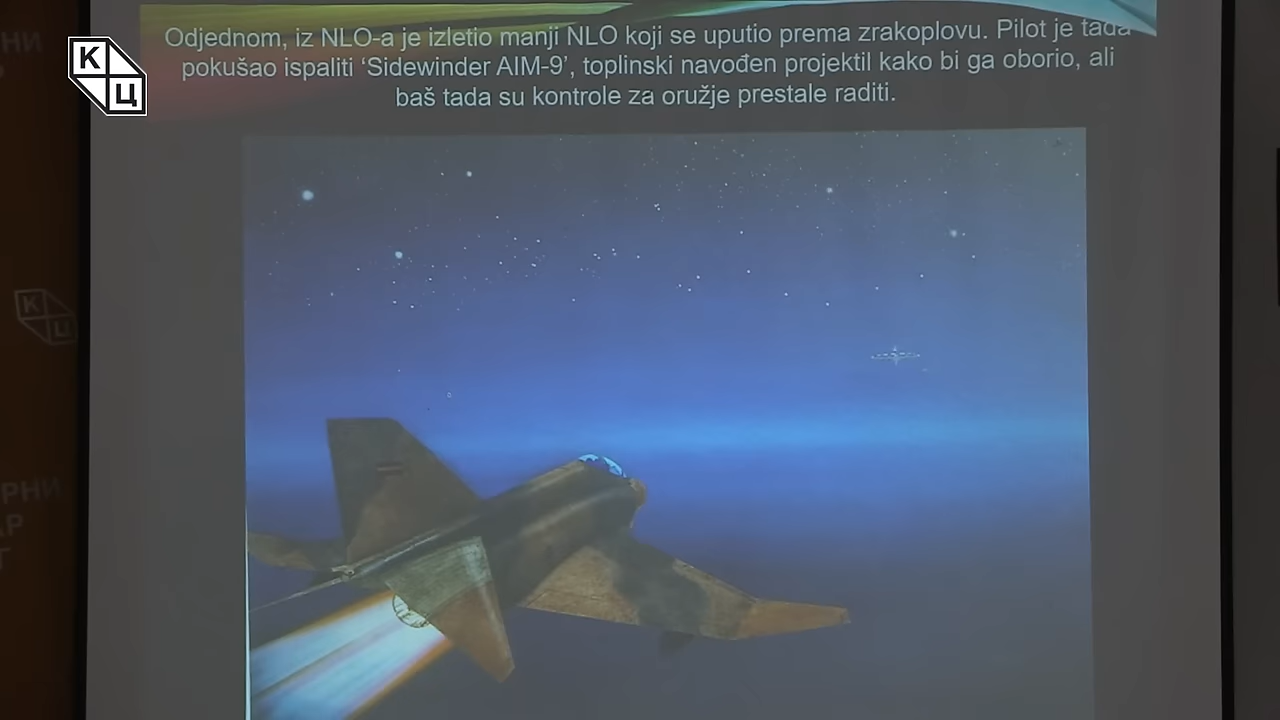 Odjednom, iz NLO-a je izletio manji NLO koji se uputio prema zrakoplovu. Pilot je tada
pokušao ispaliti ‘Sidewinder AIM-9’, toplinski navođen projektil kako bi ga oborio, ali
baš tada su kontrole za oružje prestale raditi.
К
Ц
К
Ц